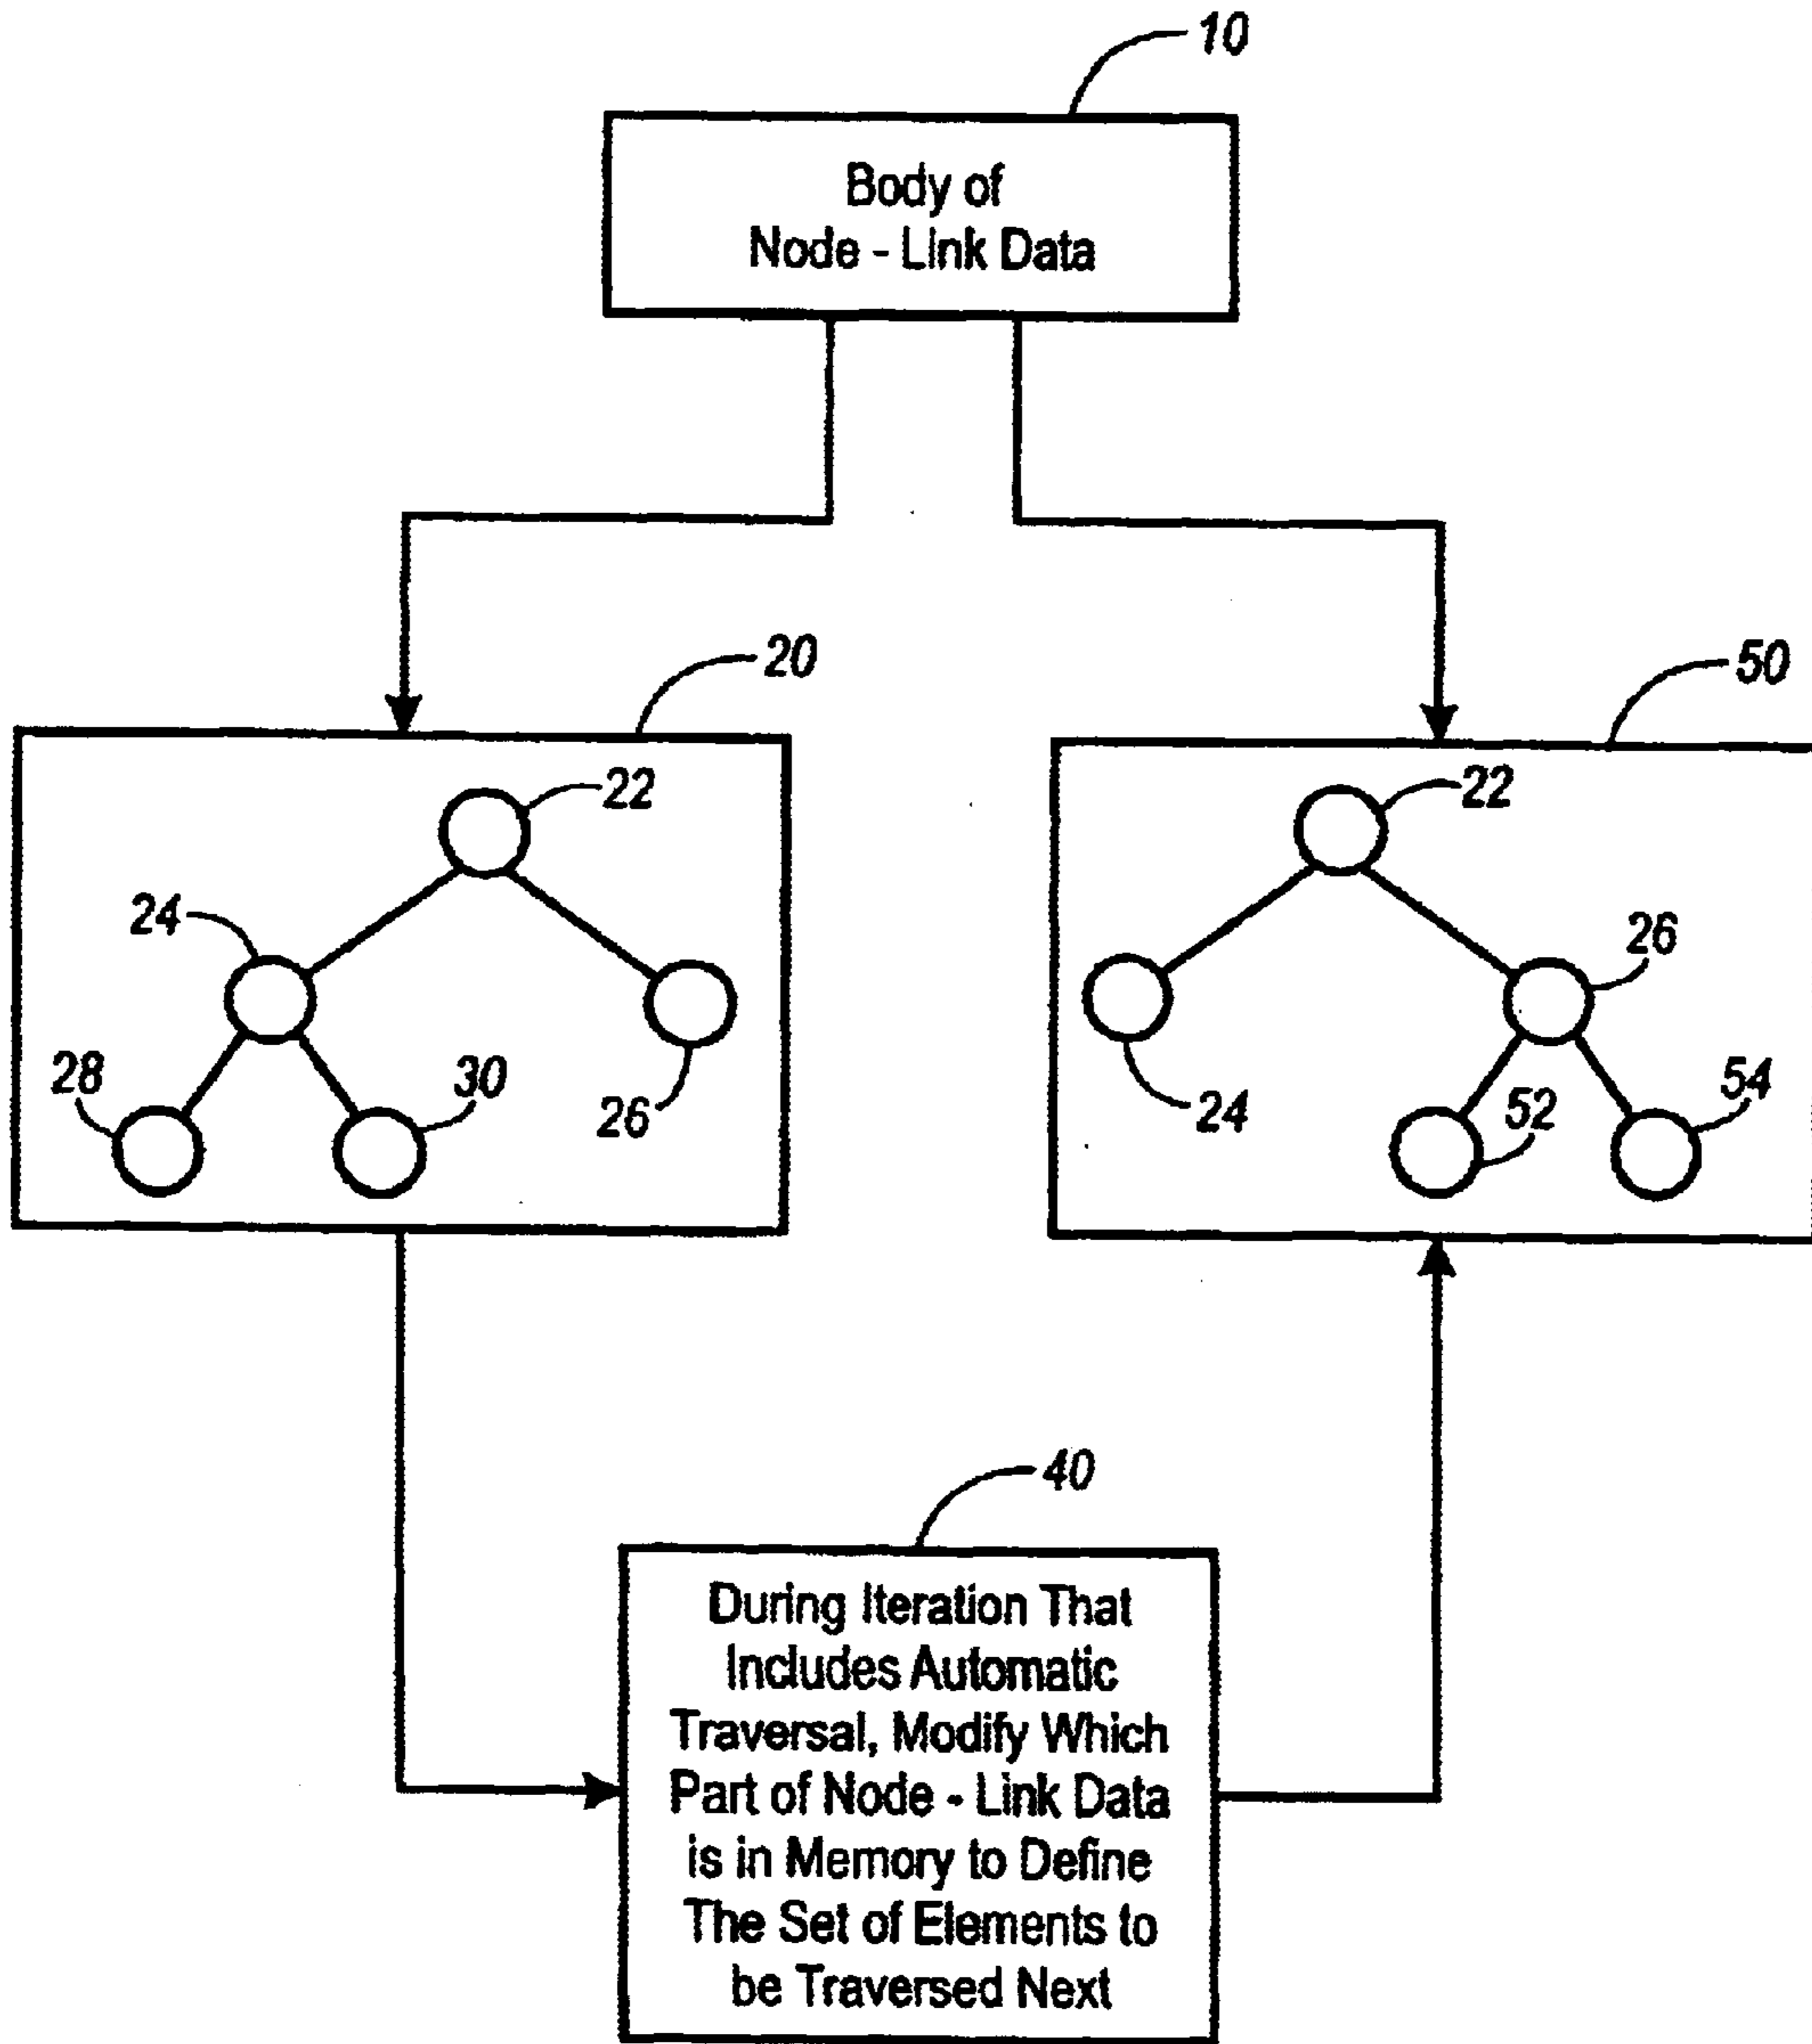 10
Body of
Node - Link Data
20
50
22
22
24
26
28
30
26
24
52
54
40
During Iteration That
Includes Automatic
Traversal, Modify Which
Part of Node - Link Data
is in Memory to Define
The Set of Elements to
be Traversed Next